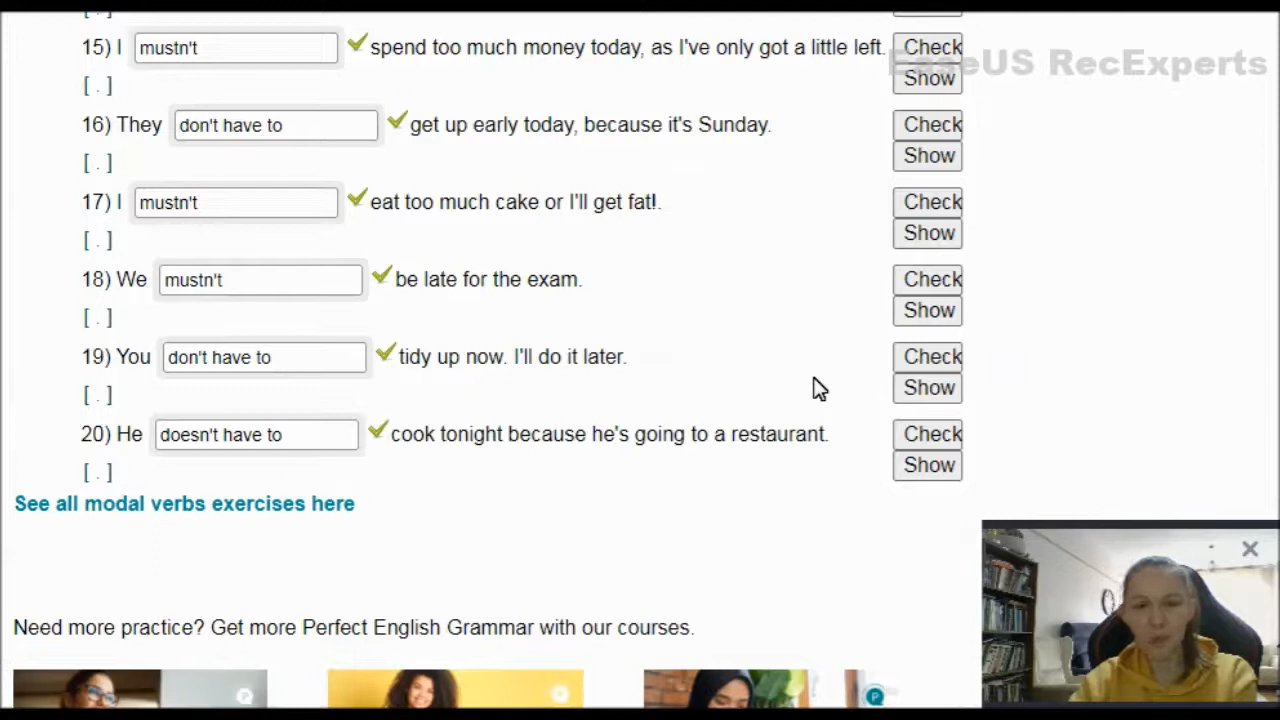 [ . ]
15) I mustn't spend too much money today, as I've only got a little left. Check
EaseUS RecExperts
[ . ] Show
16) They don't have to get up early today, because it's Sunday. Check
[ . ] Show
17) I mustn't eat too much cake or I'll get fat!. Check
[ . ] Show
18) We mustn't be late for the exam. Check
[ . ] Show
19) You don't have to tidy up now. I'll do it later. Check
[ . ] Show
20) He doesn't have to cook tonight because he's going to a restaurant. Check
[ . ] Show
See all modal verbs exercises here
Need more practice? Get more Perfect English Grammar with our courses.